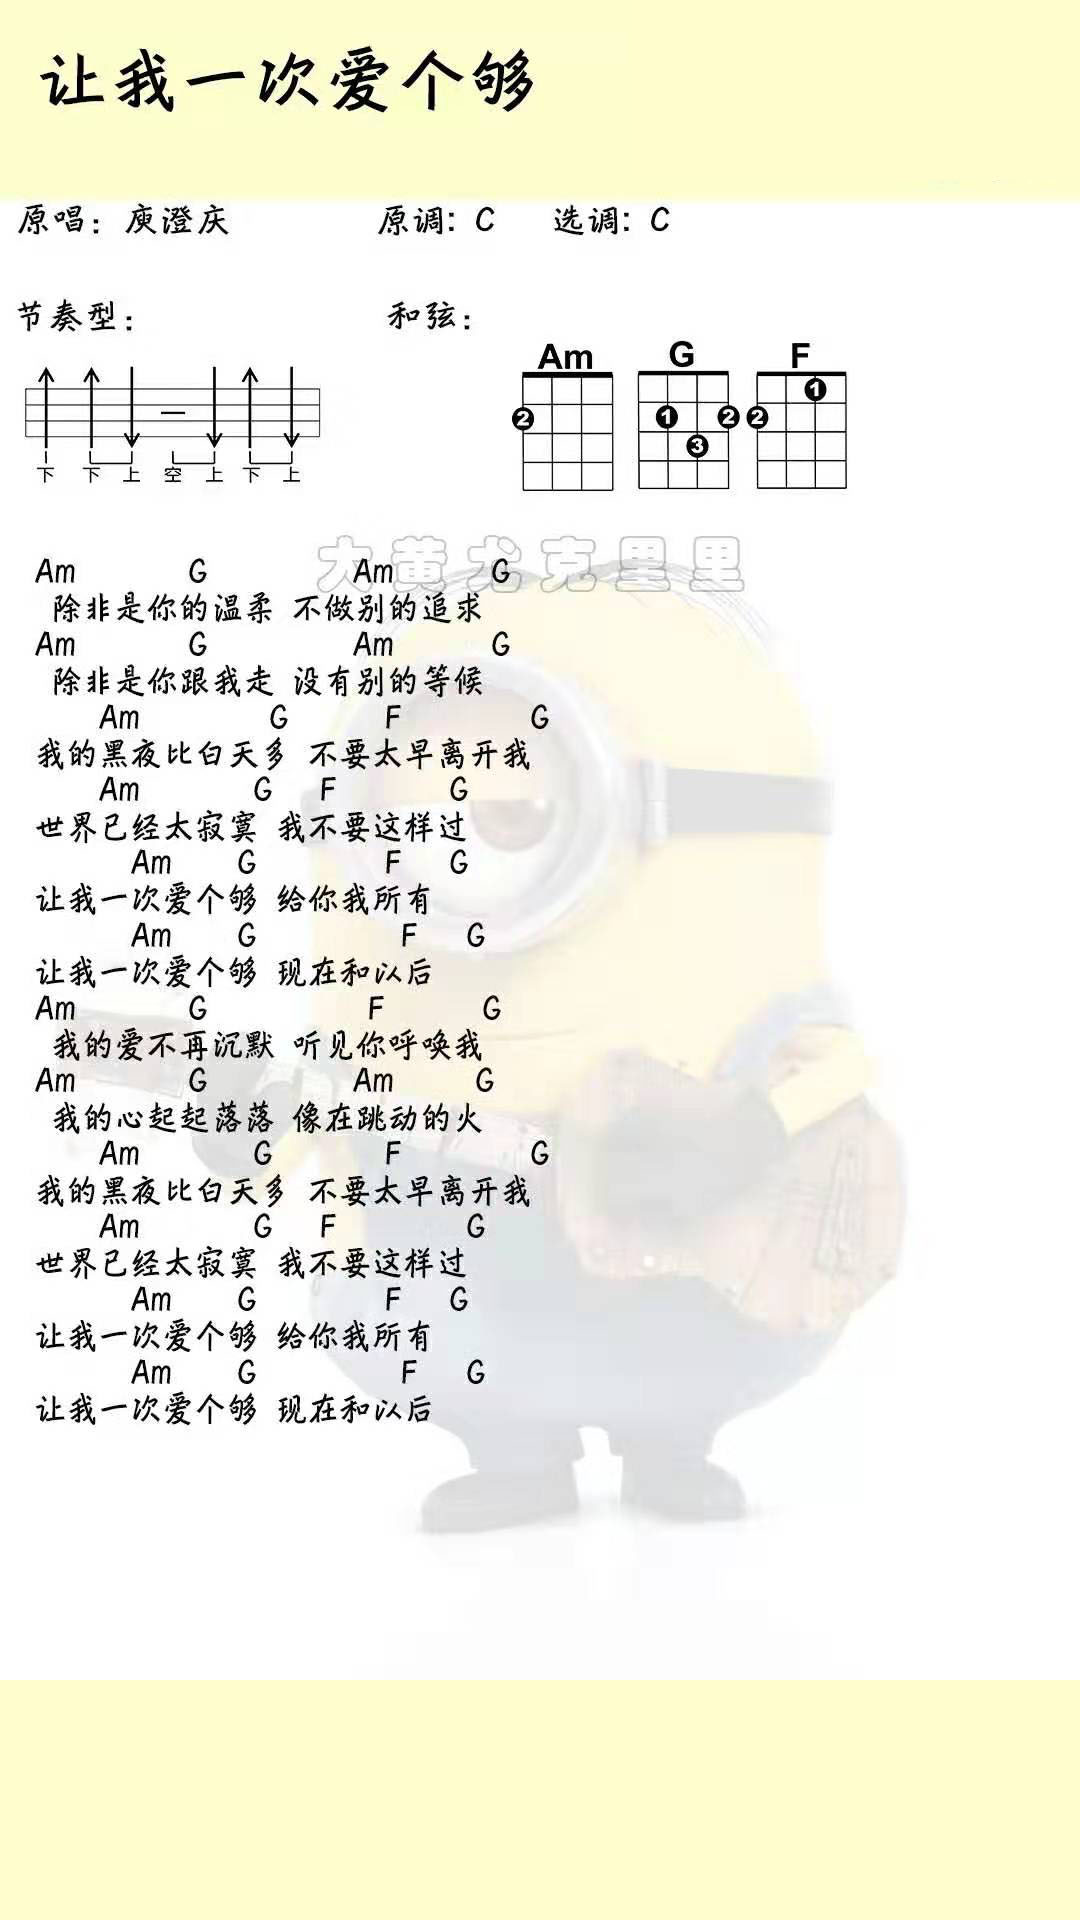 让我一次爱个够
原唱：庾澄庆 原调：C 选调：C
节奏型： 和弦：
Am G F
1
2 1 2 2
3
下 下 上 空 上 下 上
大黄尤克里里
Am G Am G
除非是你的温柔 不做别的追求
Am G Am G
除非是你跟我走 没有别的等候
Am G F G
我的黑夜比白天多 不要太早离开我
Am G F G
世界已经太寂寞 我不要这样过
Am G F G
让我一次爱个够 给你我所有
Am G F G
让我一次爱个够 现在和以后
Am G F G
我的爱不再沉默 听见你呼唤我
Am G Am G
我的心起起落落 像在跳动的火
Am G F G
我的黑夜比白天多 不要太早离开我
Am G F G
世界已经太寂寞 我不要这样过
Am G F G
让我一次爱个够 给你我所有
Am G F G
让我一次爱个够 现在和以后